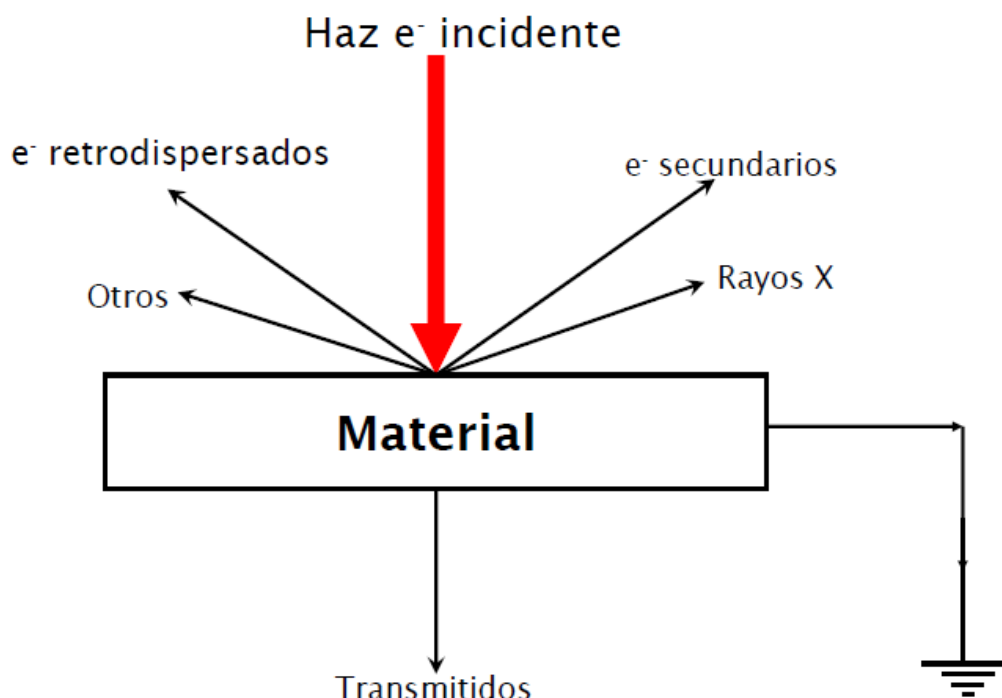 Haz e⁻ incidente
e⁻ retrodispersados
e⁻ secundarios
Otros
Rayos X
Material
Transmitidos